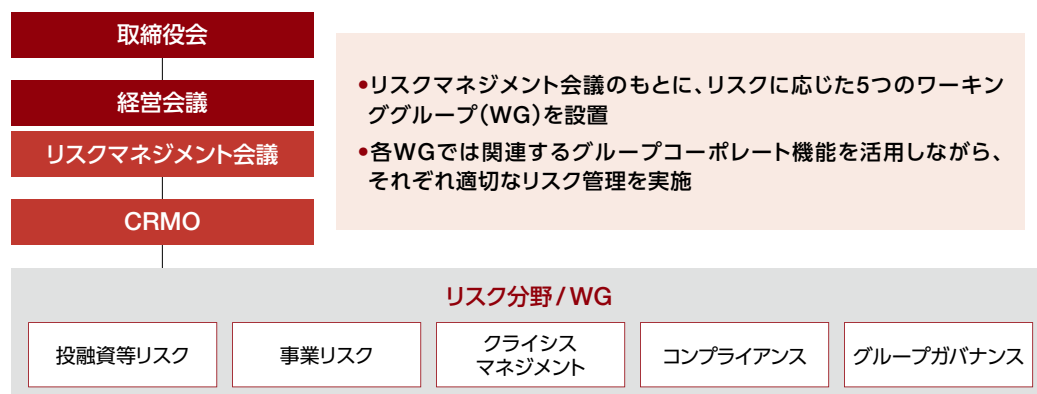 取締役会
経営会議
リスクマネジメント会議
CRMO
•リスクマネジメント会議のもとに、リスクに応じた5つのワーキン
ググループ(WG)を設置
•各WGでは関連するグループコーポレート機能を活用しながら、
それぞれ適切なリスク管理を実施
リスク分野/WG
投融資等リスク
事業リスク
クライシス
マネジメント
コンプライアンス
グループガバナンス